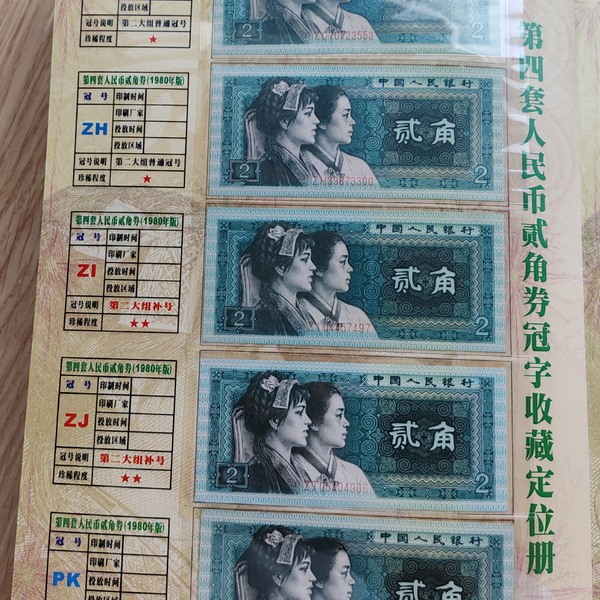 投放区域
冠号说明 第二大组普通冠号
珍稀程度 ★
第四套人民币贰角券(1980年版)
冠 号 印制时间
ZH
印刷厂家
投放时间
投放区域
冠号说明 第二大组普通冠号
珍稀程度 ★
中国人民银行
贰角
2 2
第四套人民币贰角券(1980年版)
冠 号 印制时间
ZI
印刷厂家
投放时间
投放区域
冠号说明 第二大组补号
珍稀程度 ★★
中国人民银行
贰角
2 2
第四套人民币贰角券(1980年版)
冠 号 印制时间
ZJ
印刷厂家
投放时间
投放区域
冠号说明 第二大组补号
珍稀程度 ★★
中国人民银行
贰角
2 2
第四套人民币贰角券(1980年版)
冠 号 印制时间
PK
印刷厂家
投放时间
中国人民银行
贰角
第四套人民币贰角券冠字收藏定位册